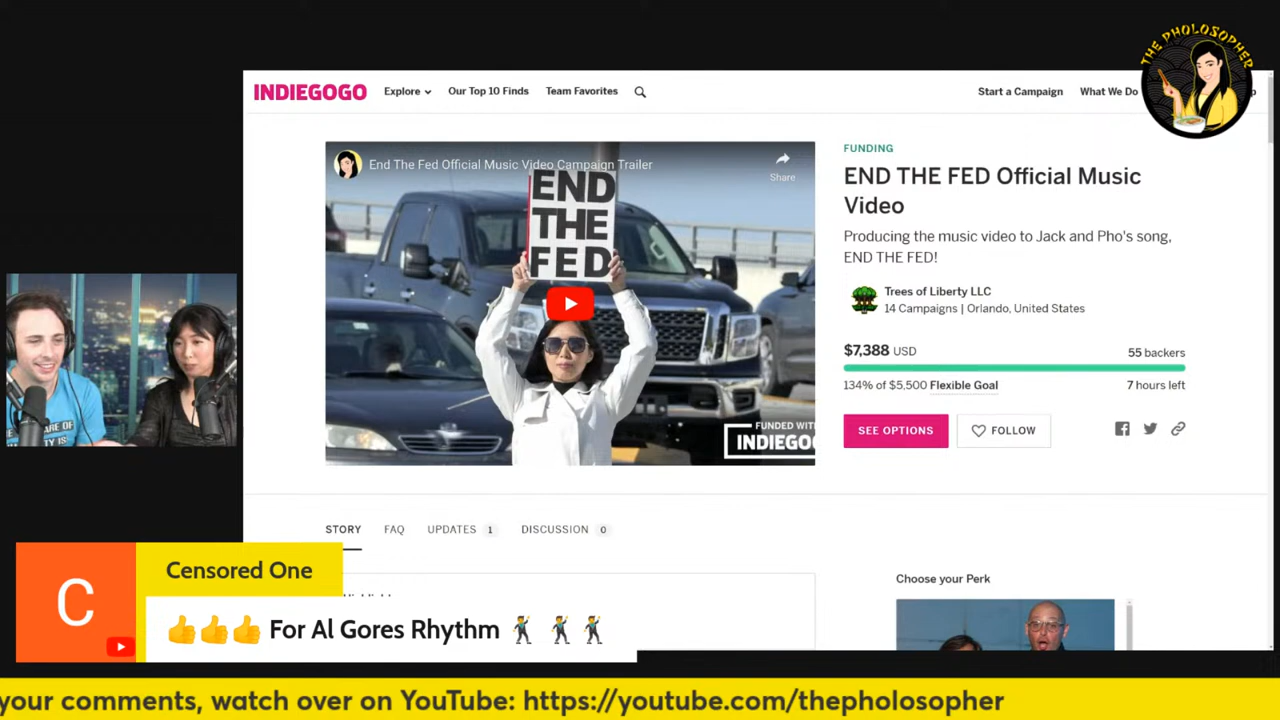 THE PHOLOSOPHER
INDIEGOGO
Explore
Our Top 10 Finds
Team Favorites
Start a Campaign
What We Do
End The Fed Official Music Video Campaign Trailer
Share
END
THE
FED
FUNDED WITH
INDIEGOGO
FUNDING
END THE FED Official Music
Video
Producing the music video to Jack and Pho's song,
END THE FED!
Trees of Liberty LLC
14 Campaigns | Orlando, United States
$7,388 USD
55 backers
134% of $5,500 Flexible Goal
7 hours left
SEE OPTIONS
FOLLOW
STORY
FAQ
UPDATES 1
DISCUSSION 0
Choose your Perk
C
Censored One
👍👍👍 For Al Gores Rhythm 🕺🕺🕺
your comments, watch over on YouTube: https://youtube.com/thepholosopher